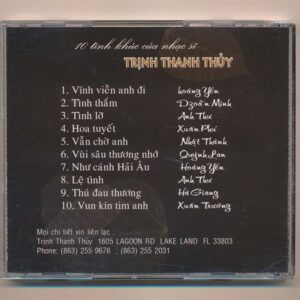 10 tình khúc của nhạc sĩ
TRỊNH THANH THỦY
1. Vĩnh viễn anh đi Hoàng Yến
2. Tình thắm Dzoãn Minh
3. Tình lỡ Anh Thư
4. Hoa tuyết Xuân Phú
5. Vẫn chờ anh Nhật Thành
6. Vùi sâu thương nhớ Quỳnh Lan
7. Như cánh Hải Âu Hoàng Yến
8. Lệ tình Anh Thư
9. Thú đau thương Hà Giang
10. Vun kín tim anh Xuân Trường
Mọi chi tiết xin liên lạc :
Trịnh Thanh Thủy 1605 LAGOON RD LAKE LAND FL 33803
Phone: (863) 255 9676 ; (863) 255 2031